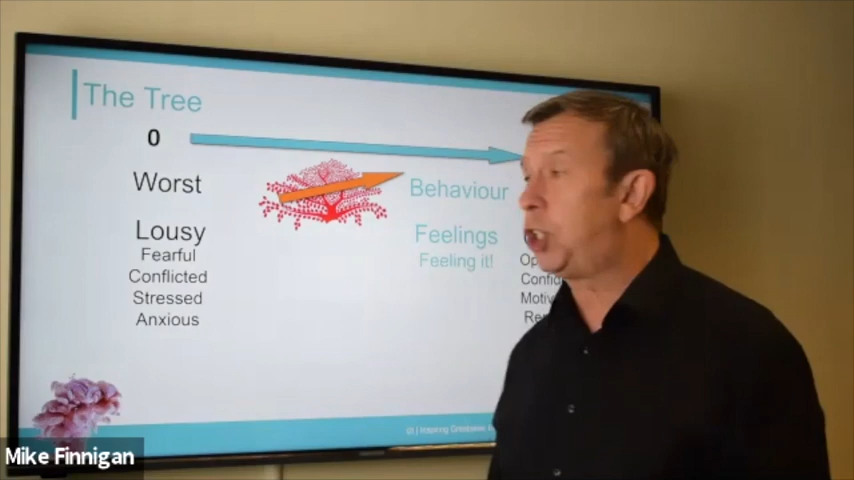 The Tree
0
Worst
Behaviour
Lousy
Feelings
Fearful
Feeling it!
Conflicted
Stressed
Anxious
Mike Finnigan